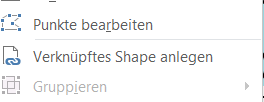 Punkte bearbeiten
Verknüpftes Shape anlegen
Gruppieren